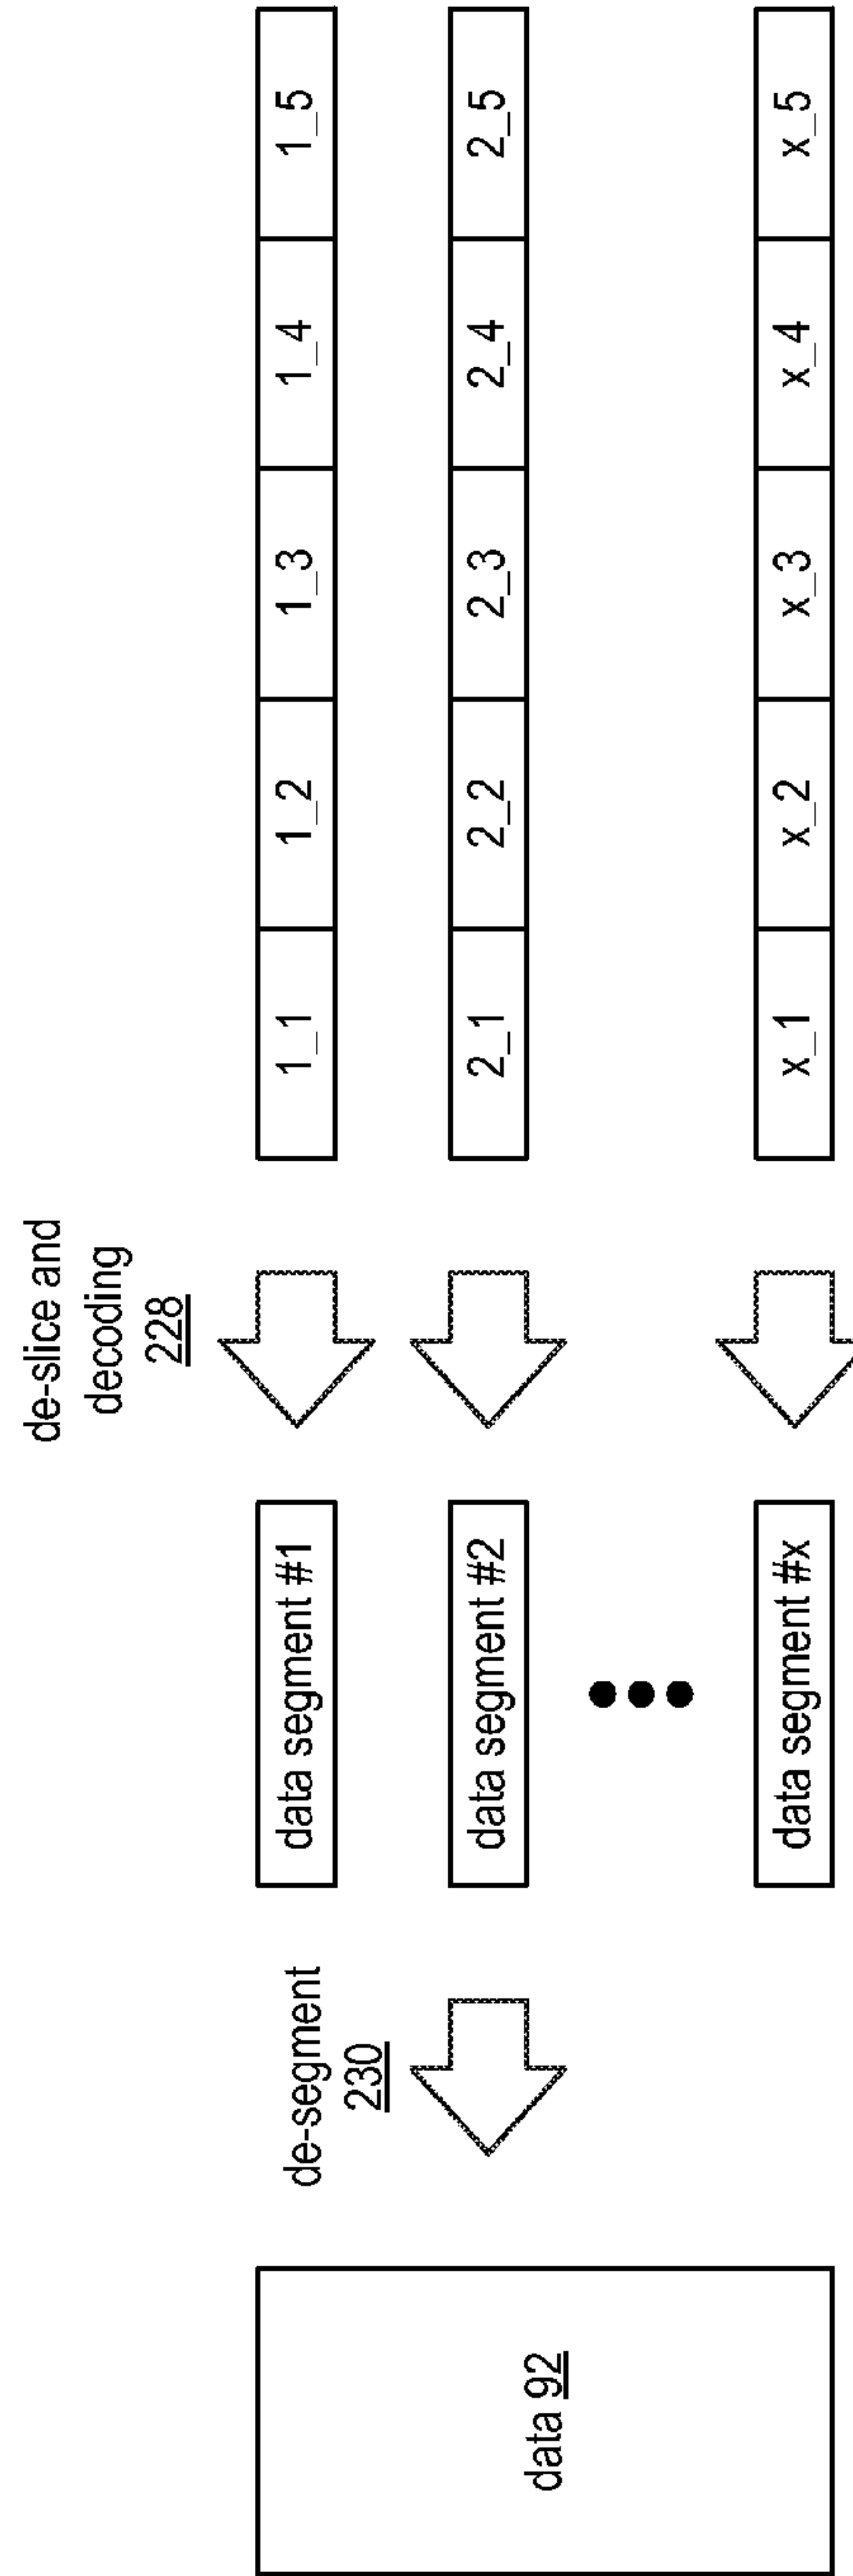 de-slice and
decoding
228
de-segment
230
data 92
data segment #1
1_1 1_2 1_3 1_4 1_5
data segment #2
2_1 2_2 2_3 2_4 2_5
data segment #x
x_1 x_2 x_3 x_4 x_5